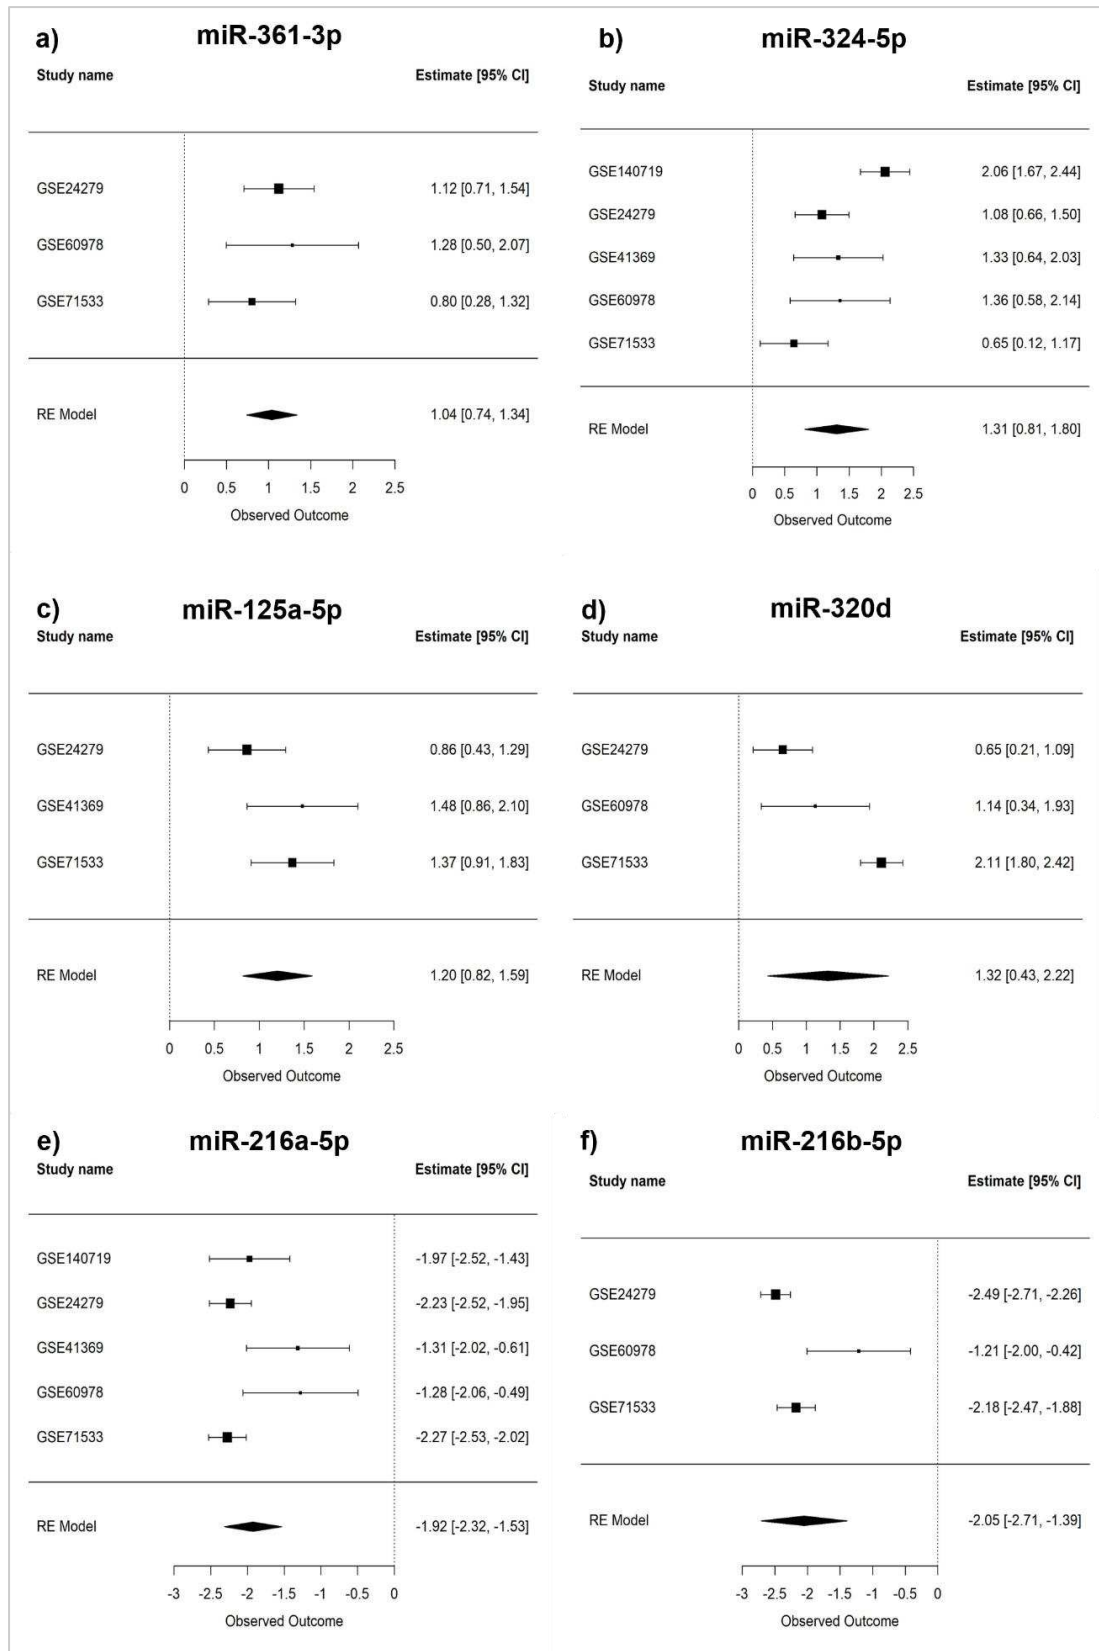 a) miR-361-3p
Study name Estimate [95% CI]
GSE24279 1.12 [0.71, 1.54]
GSE60978 1.28 [0.50, 2.07]
GSE71533 0.80 [0.28, 1.32]
RE Model 1.04 [0.74, 1.34]
0 0.5 1 1.5 2 2.5
Observed Outcome
b) miR-324-5p
Study name Estimate [95% CI]
GSE140719 2.06 [1.67, 2.44]
GSE24279 1.08 [0.66, 1.50]
GSE41369 1.33 [0.64, 2.03]
GSE60978 1.36 [0.58, 2.14]
GSE71533 0.65 [0.12, 1.17]
RE Model 1.31 [0.81, 1.80]
0 0.5 1 1.5 2 2.5
Observed Outcome
c) miR-125a-5p
Study name Estimate [95% CI]
GSE24279 0.86 [0.43, 1.29]
GSE41369 1.48 [0.86, 2.10]
GSE71533 1.37 [0.91, 1.83]
RE Model 1.20 [0.82, 1.59]
0 0.5 1 1.5 2 2.5
Observed Outcome
d) miR-320d
Study name Estimate [95% CI]
GSE24279 0.65 [0.21, 1.09]
GSE60978 1.14 [0.34, 1.93]
GSE71533 2.11 [1.80, 2.42]
RE Model 1.32 [0.43, 2.22]
0 0.5 1 1.5 2 2.5
Observed Outcome
e) miR-216a-5p
Study name Estimate [95% CI]
GSE140719 -1.97 [-2.52, -1.43]
GSE24279 -2.23 [-2.52, -1.95]
GSE41369 -1.31 [-2.02, -0.61]
GSE60978 -1.28 [-2.06, -0.49]
GSE71533 -2.27 [-2.53, -2.02]
RE Model -1.92 [-2.32, -1.53]
-3 -2.5 -2 -1.5 -1 -0.5 0
Observed Outcome
f) miR-216b-5p
Study name Estimate [95% CI]
GSE24279 -2.49 [-2.71, -2.26]
GSE60978 -1.21 [-2.00, -0.42]
GSE71533 -2.18 [-2.47, -1.88]
RE Model -2.05 [-2.71, -1.39]
-3 -2.5 -2 -1.5 -1 -0.5 0
Observed Outcome